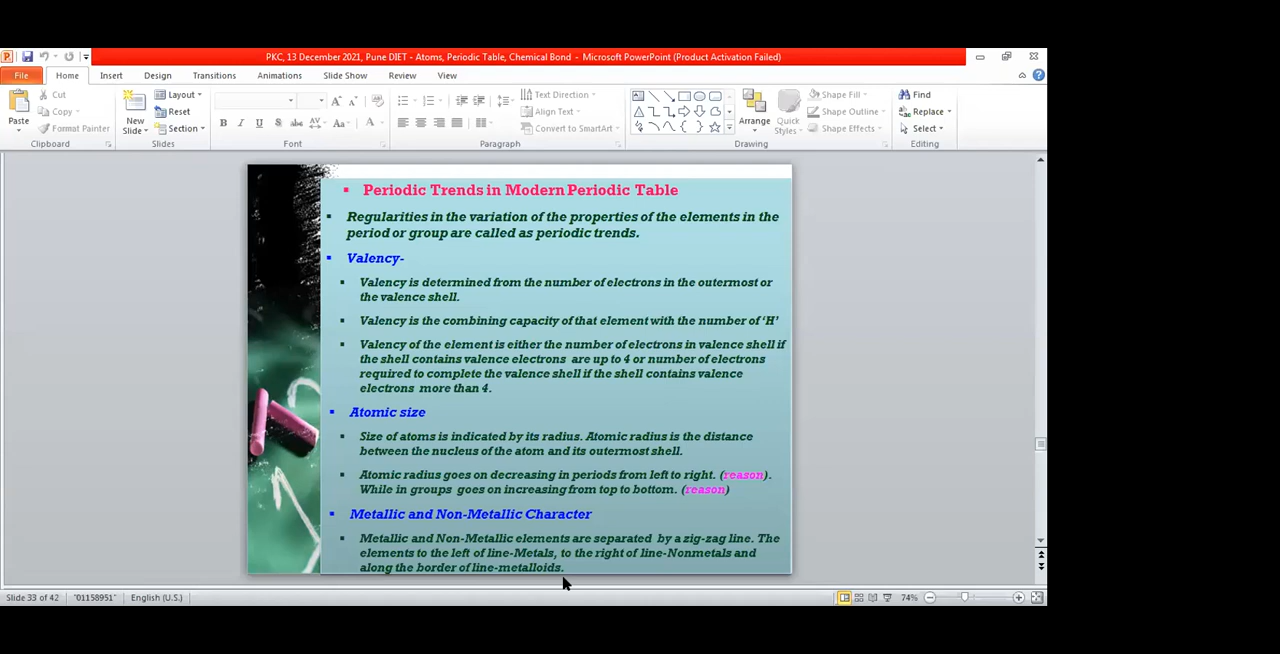 PKC, 13 December 2021, Pune DIET - Atoms, Periodic Table, Chemical Bond - Microsoft PowerPoint (Product Activation Failed)
File Home Insert Design Transitions Animations Slide Show Review View
Cut Layout Text Direction Shape Fill Find
Copy Reset Align Text Shape Outline Replace
Paste Format Painter New Slide Section Convert to SmartArt Arrange Quick Styles Shape Effects Select
Clipboard Slides Font Paragraph Drawing Editing
Periodic Trends in Modern Periodic Table
Regularities in the variation of the properties of the elements in the
period or group are called as periodic trends.
Valency-
Valency is determined from the number of electrons in the outermost or
the valence shell.
Valency is the combining capacity of that element with the number of ‘H’
Valency of the element is either the number of electrons in valence shell if
the shell contains valence electrons are up to 4 or number of electrons
required to complete the valence shell if the shell contains valence
electrons more than 4.
Atomic size
Size of atoms is indicated by its radius. Atomic radius is the distance
between the nucleus of the atom and its outermost shell.
Atomic radius goes on decreasing in periods from left to right. (reason).
While in groups goes on increasing from top to bottom. (reason)
Metallic and Non-Metallic Character
Metallic and Non-Metallic elements are separated by a zig-zag line. The
elements to the left of line-Metals, to the right of line-Nonmetals and
along the border of line-metalloids.
Slide 33 of 42 "01158951" English (U.S.) 74%